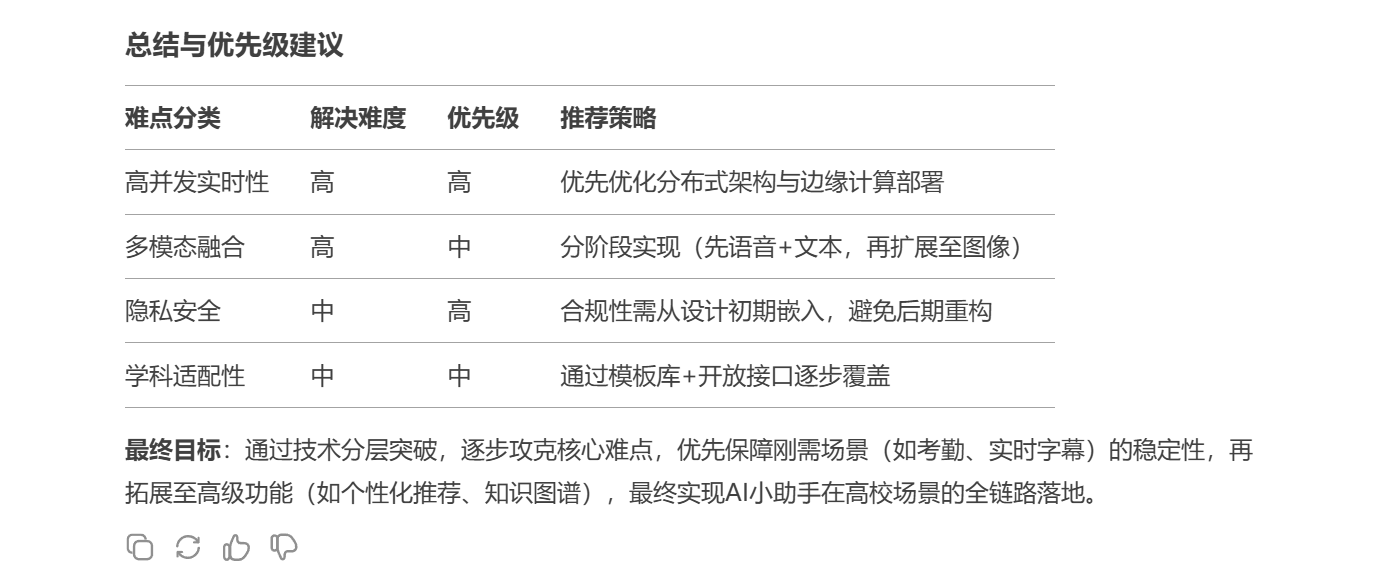 总结与优先级建议
难点分类 解决难度 优先级 推荐策略
高并发实时性 高 高 优先优化分布式架构与边缘计算部署
多模态融合 高 中 分阶段实现（先语音+文本，再扩展至图像）
隐私安全 中 高 合规性需从设计初期嵌入，避免后期重构
学科适配性 中 中 通过模板库+开放接口逐步覆盖
最终目标：通过技术分层突破，逐步攻克核心难点，优先保障刚需场景（如考勤、实时字幕）的稳定性，再
拓展至高级功能（如个性化推荐、知识图谱），最终实现AI小助手在高校场景的全链路落地。